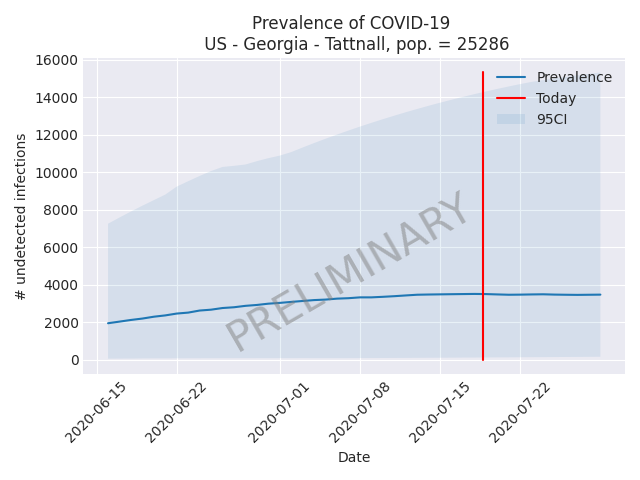 Prevalence of COVID-19
US - Georgia - Tattnall, pop. = 25286
16000
14000
12000
10000
8000
6000
4000
2000
0
# undetected infections
Prevalence
Today
95CI
PRELIMINARY
2020-06-15
2020-06-22
2020-07-01
2020-07-08
2020-07-15
2020-07-22
Date